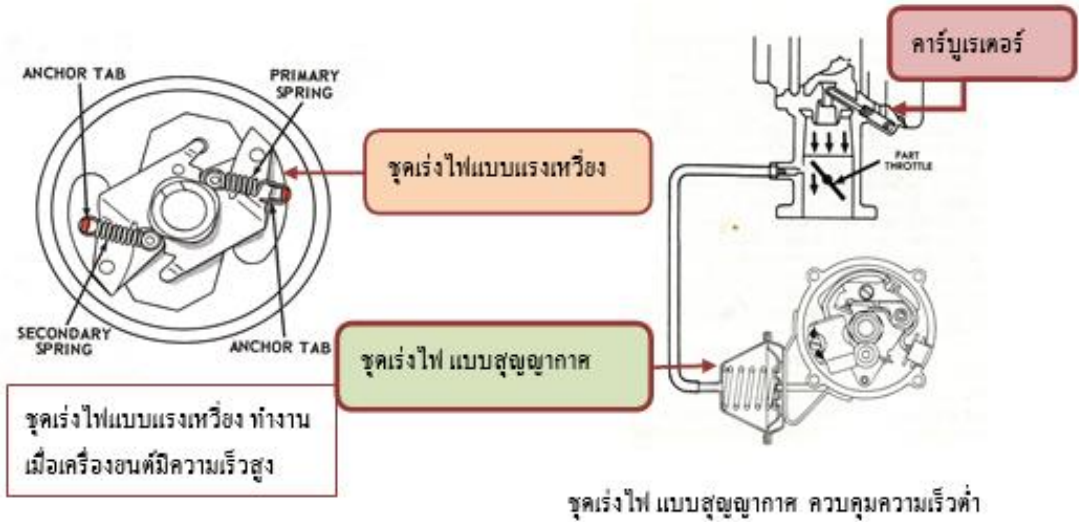 คาร์บูเรเตอร์
ANCHOR TAB
PRIMARY
SPRING
ชุดเร่งไฟแบบแรงเหวี่ยง
PART
THROTTLE
SECONDARY
SPRING
ANCHOR TAB
ชุดเร่งไฟ แบบสุญญากาศ
ชุดเร่งไฟแบบแรงเหวี่ยง ทำงาน
เมื่อเครื่องยนต์มีความเร็วสูง
ชุดเร่งไฟ แบบสุญญากาศ ควบคุมความเร็วต่ำ